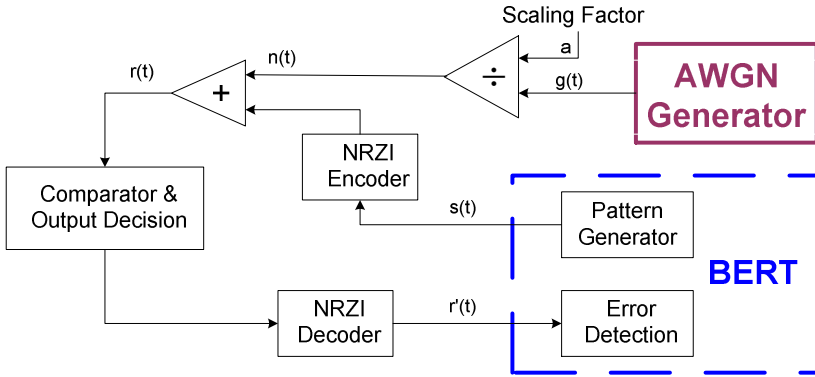 Scaling Factor
a
g(t)
÷
AWGN
Generator
n(t)
r(t)
+
NRZI
Encoder
Comparator &
Output Decision
s(t)
Pattern
Generator
BERT
NRZI
Decoder
r'(t)
Error
Detection